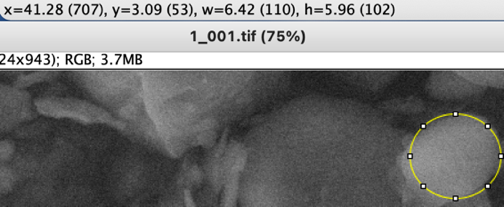 x=41.28 (707), y=3.09 (53), w=6.42 (110), h=5.96 (102)
1_001.tif (75%)
24x943); RGB; 3.7MB